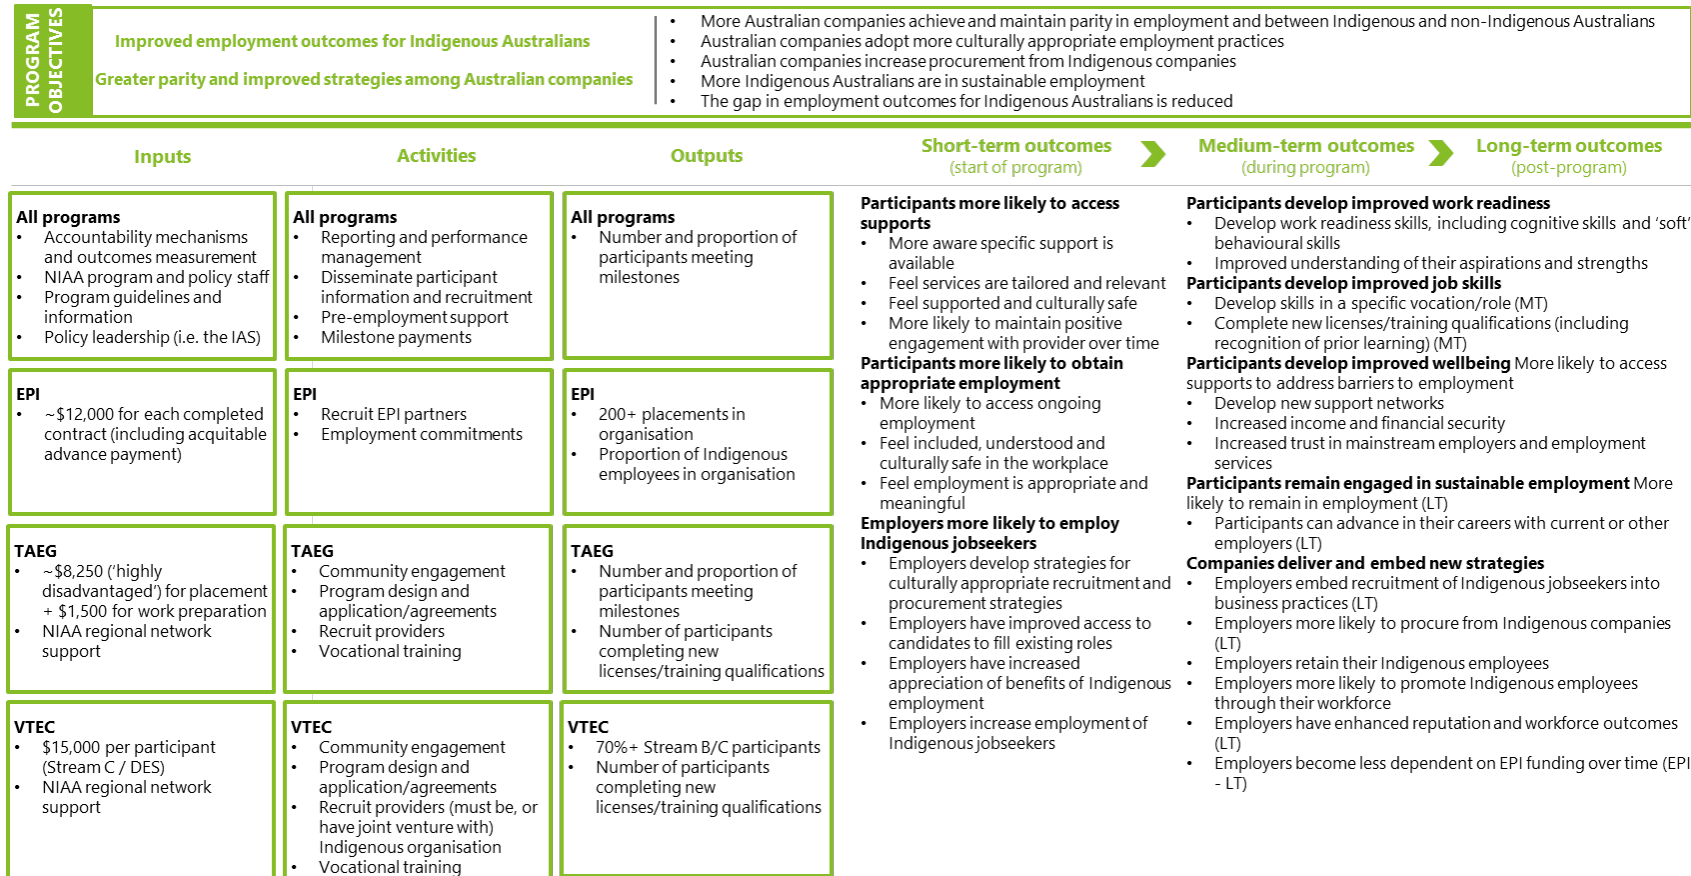 PROGRAM
OBJECTIVES
Improved employment outcomes for Indigenous Australians
Greater parity and improved strategies among Australian companies
• More Australian companies achieve and maintain parity in employment and between Indigenous and non-Indigenous Australians
• Australian companies adopt more culturally appropriate employment practices
• Australian companies increase procurement from Indigenous companies
• More Indigenous Australians are in sustainable employment
• The gap in employment outcomes for Indigenous Australians is reduced
Inputs
Activities
Outputs
Short-term outcomes
(start of program)
Medium-term outcomes
(during program)
Long-term outcomes
(post-program)
All programs
• Accountability mechanisms
and outcomes measurement
• NIAA program and policy staff
• Program guidelines and
information
• Policy leadership (i.e. the IAS)
EPI
• ~$12,000 for each completed
contract (including acquitable
advance payment)
TAEG
• ~$8,250 (‘highly
disadvantaged’) for placement
+ $1,500 for work preparation
• NIAA regional network
support
VTEC
• $15,000 per participant
(Stream C / DES)
• NIAA regional network
support
All programs
• Reporting and performance
management
• Disseminate participant
information and recruitment
• Pre-employment support
• Milestone payments
EPI
• Recruit EPI partners
• Employment commitments
TAEG
• Community engagement
• Program design and
application/agreements
• Recruit providers
• Vocational training
VTEC
• Community engagement
• Program design and
application/agreements
• Recruit providers (must be, or
have joint venture with)
Indigenous organisation
• Vocational training
All programs
• Number and proportion of
participants meeting
milestones
EPI
• 200+ placements in
organisation
• Proportion of Indigenous
employees in organisation
TAEG
• Number and proportion of
participants meeting
milestones
• Number of participants
completing new
licenses/training qualifications
VTEC
• 70%+ Stream B/C participants
• Number of participants
completing new
licenses/training qualifications
Participants more likely to access
supports
• More aware specific support is
available
• Feel services are tailored and relevant
• Feel supported and culturally safe
• More likely to maintain positive
engagement with provider over time
Participants more likely to obtain
appropriate employment
• More likely to access ongoing
employment
• Feel included, understood and
culturally safe in the workplace
• Feel employment is appropriate and
meaningful
Employers more likely to employ
Indigenous jobseekers
• Employers develop strategies for
culturally appropriate recruitment and
procurement strategies
• Employers have improved access to
candidates to fill existing roles
• Employers have increased
appreciation of benefits of Indigenous
employment
• Employers increase employment of
Indigenous jobseekers
Participants develop improved work readiness
• Develop work readiness skills, including cognitive skills and ‘soft’
behavioural skills
• Improved understanding of their aspirations and strengths
Participants develop improved job skills
• Develop skills in a specific vocation/role (MT)
• Complete new licenses/training qualifications (including
recognition of prior learning) (MT)
Participants develop improved wellbeing More likely to access
supports to address barriers to employment
• Develop new support networks
• Increased income and financial security
• Increased trust in mainstream employers and employment
services
Participants remain engaged in sustainable employment More
likely to remain in employment (LT)
• Participants can advance in their careers with current or other
employers (LT)
Companies deliver and embed new strategies
• Employers embed recruitment of Indigenous jobseekers into
business practices (LT)
• Employers more likely to procure from Indigenous companies
(LT)
• Employers retain their Indigenous employees
• Employers more likely to promote Indigenous employees
through their workforce
• Employers have enhanced reputation and workforce outcomes
(LT)
• Employers become less dependent on EPI funding over time (EPI
- LT)